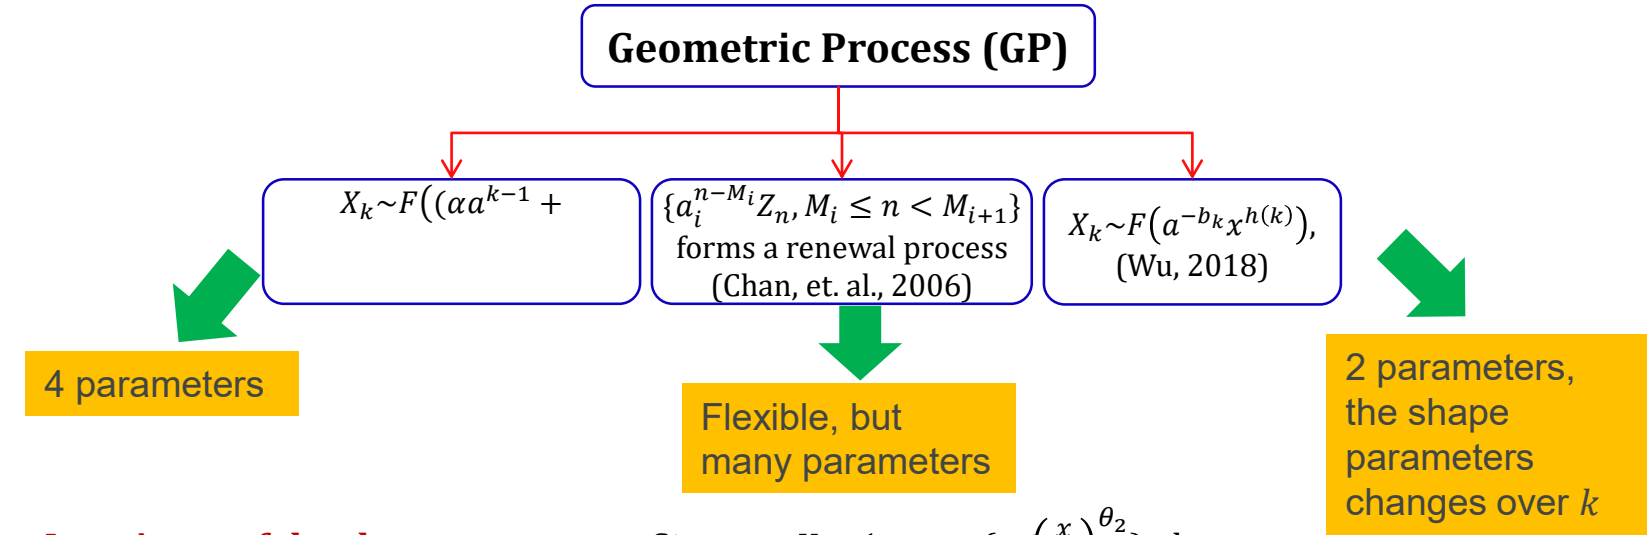 Geometric Process (GP)
X_k~F((αa^{k−1} +
{a_i^{n−M_i}Z_n, M_i ≤ n < M_{i+1}}
forms a renewal process
(Chan, et. al., 2006)
X_k~F(a^{−b_k}x^{h(k)}),
(Wu, 2018)
4 parameters
Flexible, but
many parameters
2 parameters,
the shape
parameters
changes over k
(x)^{θ_2}